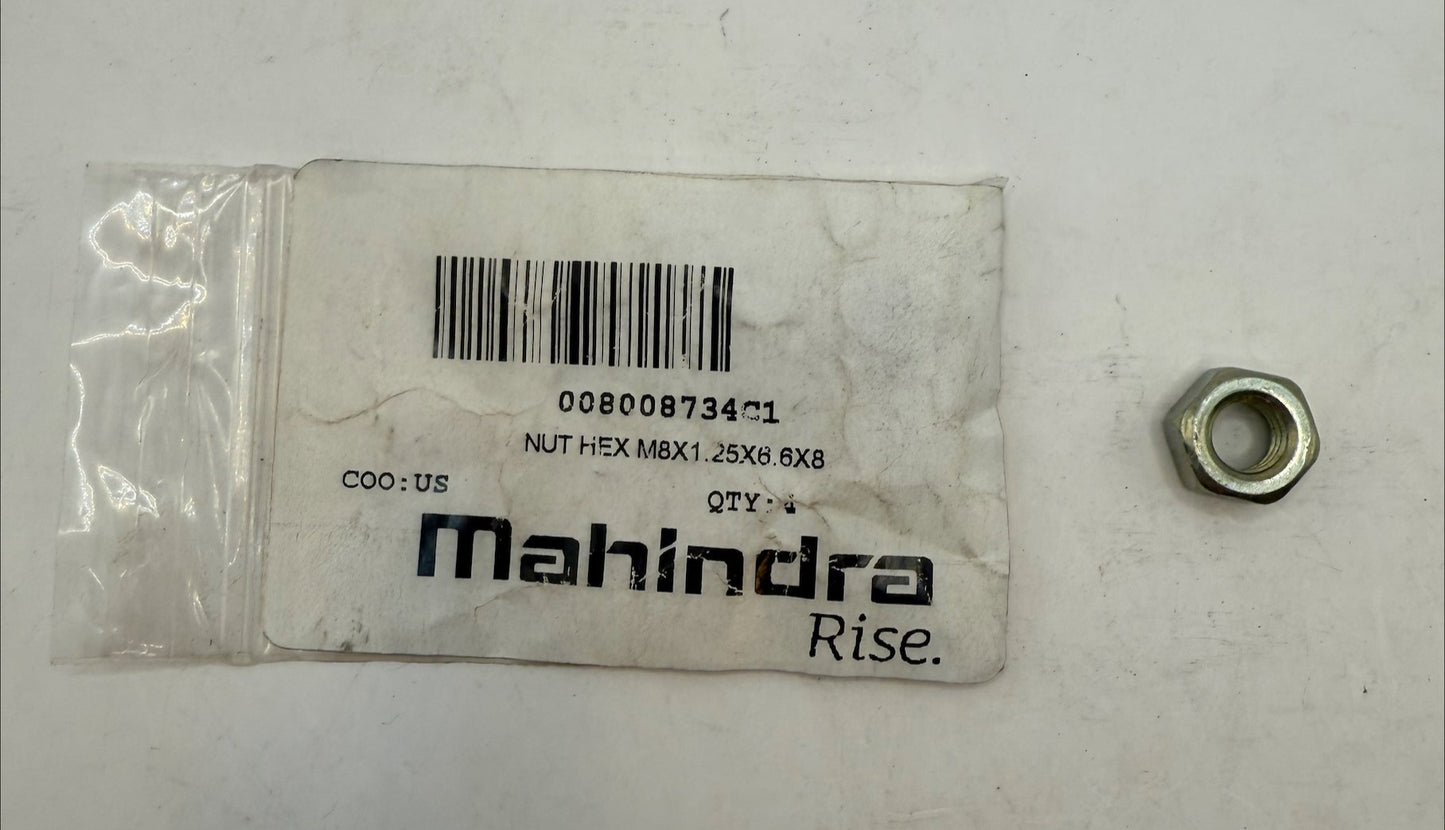 008008734C1
NUT HEX M8X1.25X6.6X8
COO:US
QTY:
Mahindra
Rise.